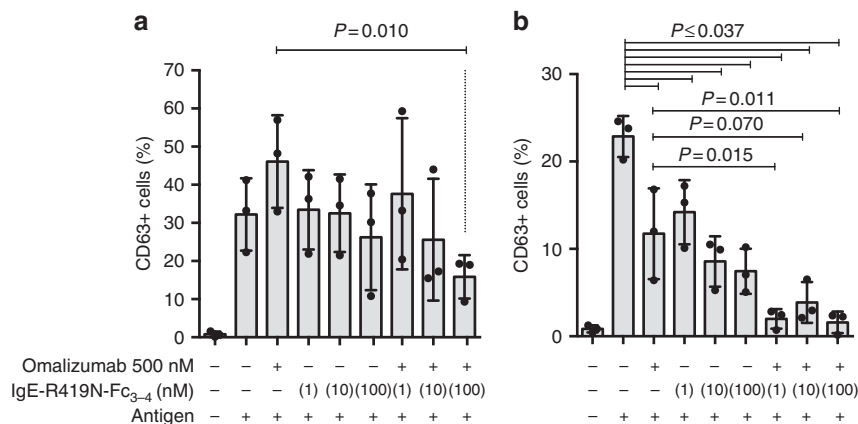 a
P=0.010
70
60
50
40
30
20
10
0
CD63+ cells (%)
b
P≤0.037
P=0.011
P=0.070
P=0.015
30
20
10
0
CD63+ cells (%)
Omalizumab 500 nM – – + – – – + + + – – + – – – + + +
IgE-R419N-Fc3–4 (nM) – – – (1) (10) (100) (1) (10) (100) – – – (1) (10) (100) (1) (10) (100)
Antigen – + + + + + + + + – + + + + + + + +